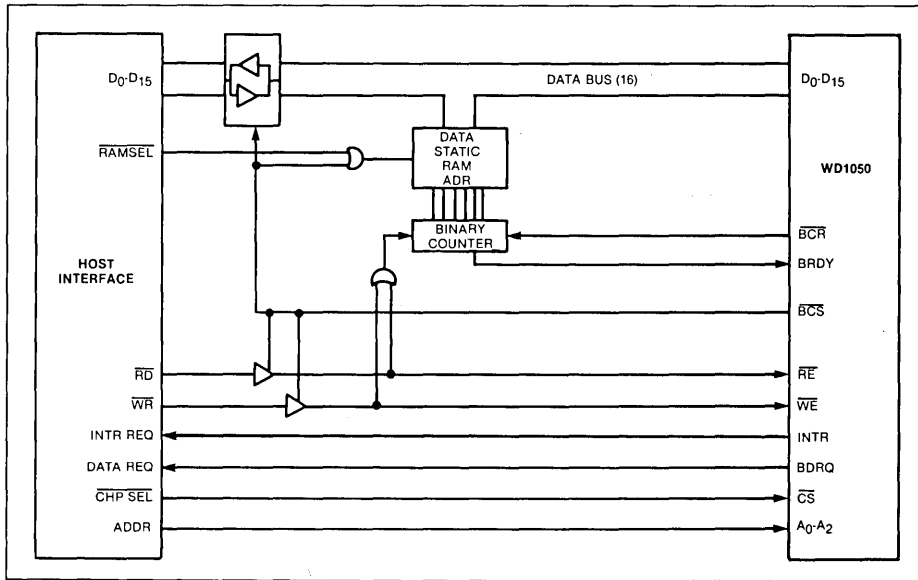 D0-D15
DATA BUS (16)
D0-D15
RAMSEL
DATA
STATIC
RAM
ADR
WD1050
BINARY
COUNTER
BCR
HOST
INTERFACE
BRDY
BCS
RD
RE
WR
WE
INTR REQ
INTR
DATA REQ
BDRQ
CHP SEL
CS
ADDR
A0-A2